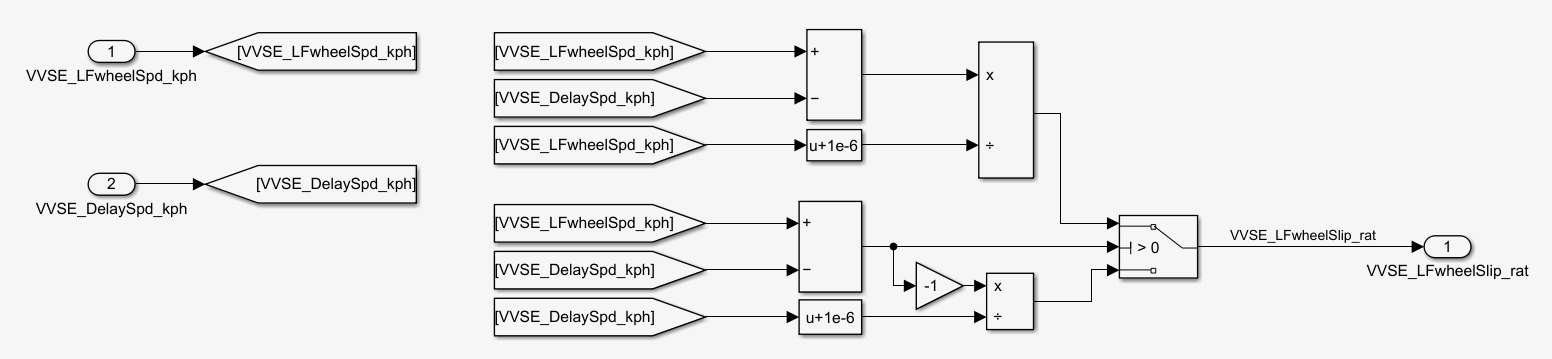 1
[VVSE_LFwheelSpd_kph]
VVSE_LFwheelSpd_kph
2
[VVSE_DelaySpd_kph]
VVSE_DelaySpd_kph
[VVSE_LFwheelSpd_kph]
+
[VVSE_DelaySpd_kph]
−
[VVSE_LFwheelSpd_kph]
u+1e-6
x
÷
[VVSE_LFwheelSpd_kph]
+
[VVSE_DelaySpd_kph]
−
[VVSE_DelaySpd_kph]
u+1e-6
-1
x
÷
> 0
VVSE_LFwheelSlip_rat
1
VVSE_LFwheelSlip_rat